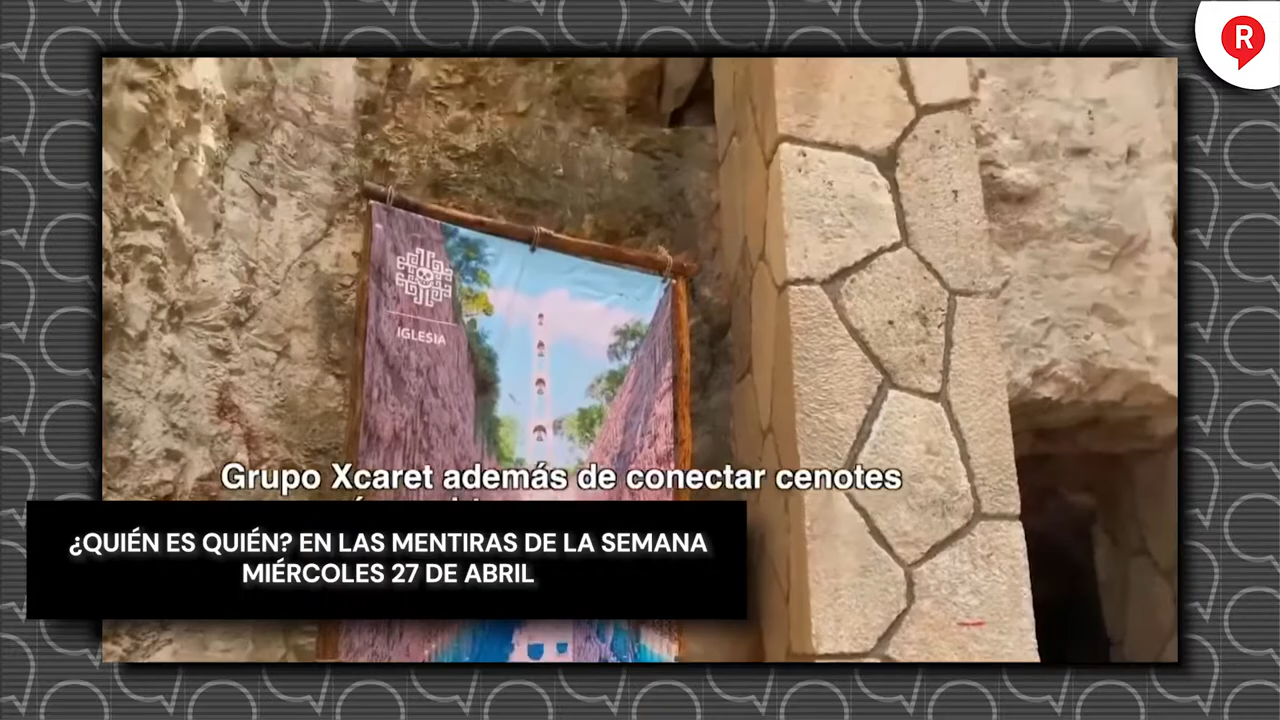 R
IGLESIA
Grupo Xcaret además de conectar cenotes
¿QUIÉN ES QUIÉN? EN LAS MENTIRAS DE LA SEMANA
MIÉRCOLES 27 DE ABRIL